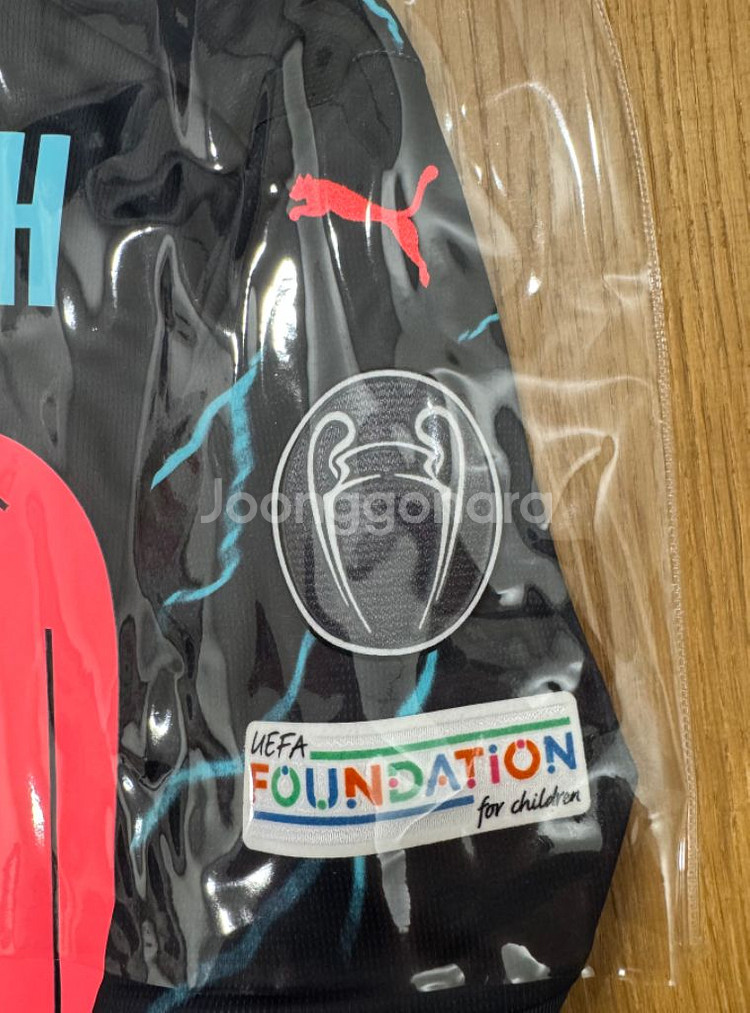 H
Joonggonara
UEFA
FOUNDATION
for children